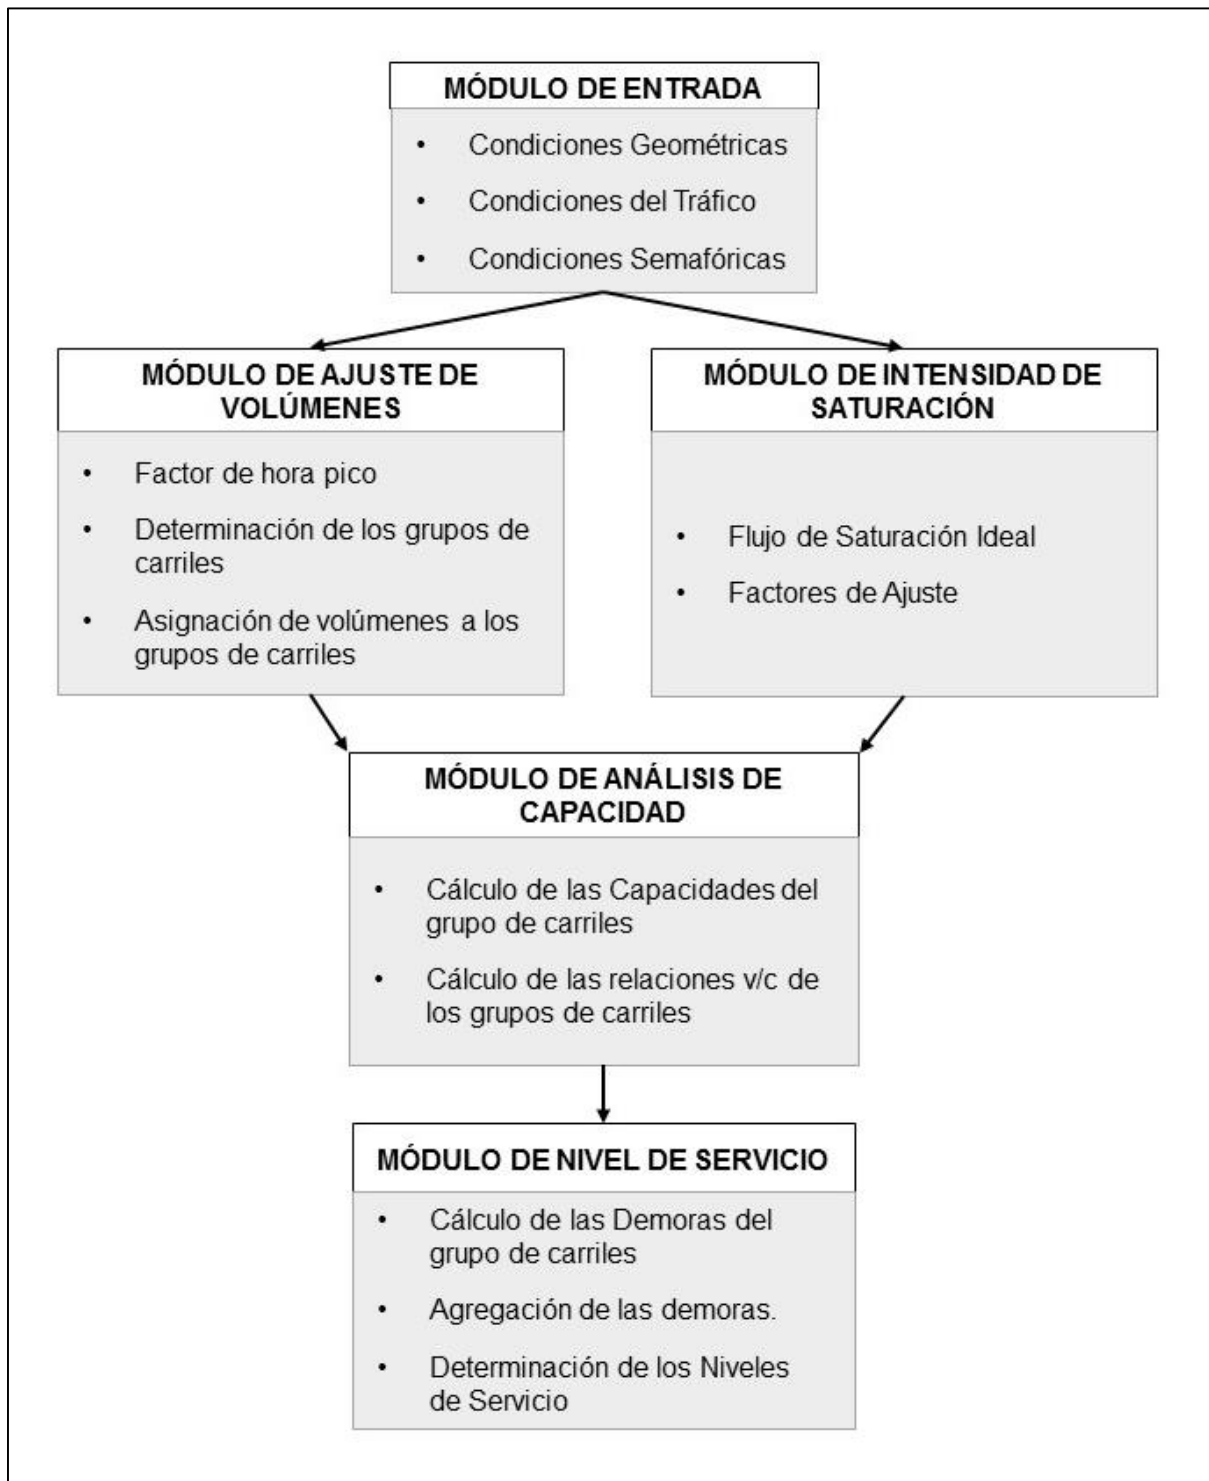 MÓDULO DE ENTRADA
• Condiciones Geométricas
• Condiciones del Tráfico
• Condiciones Semafóricas
MÓDULO DE AJUSTE DE
VOLÚMENES
• Factor de hora pico
• Determinación de los grupos de
carriles
• Asignación de volúmenes a los
grupos de carriles
MÓDULO DE INTENSIDAD DE
SATURACIÓN
• Flujo de Saturación Ideal
• Factores de Ajuste
MÓDULO DE ANÁLISIS DE
CAPACIDAD
• Cálculo de las Capacidades del
grupo de carriles
• Cálculo de las relaciones v/c de
los grupos de carriles
MÓDULO DE NIVEL DE SERVICIO
• Cálculo de las Demoras del
grupo de carriles
• Agregación de las demoras.
• Determinación de los Niveles
de Servicio